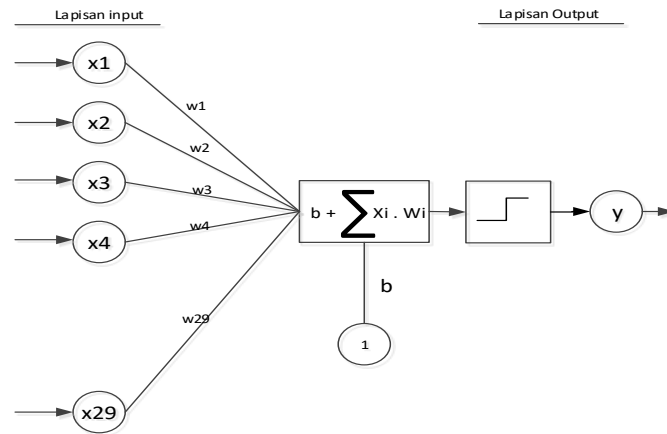 Lapisan input
Lapisan Output
x1
w1
x2
w2
x3
w3
x4
w4
b + ∑ Xi . Wi
y
b
w29
1
x29